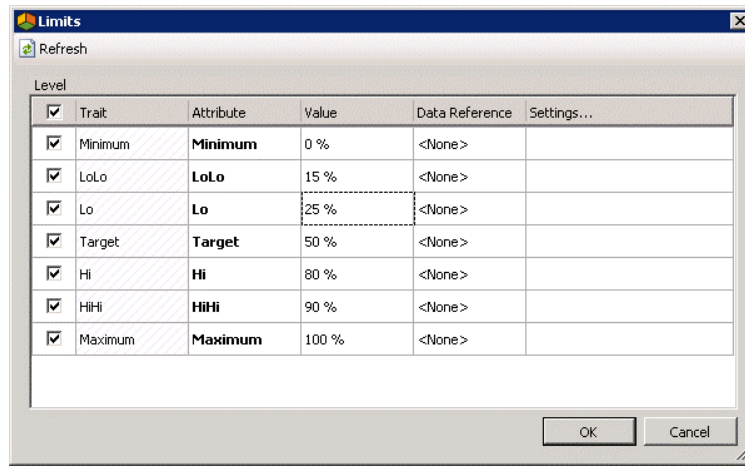 Limits
Refresh
Level
Trait Attribute Value Data Reference Settings...
Minimum Minimum 0 % <None>
LoLo LoLo 15 % <None>
Lo Lo 25 % <None>
Target Target 50 % <None>
Hi Hi 80 % <None>
HiHi HiHi 90 % <None>
Maximum Maximum 100 % <None>
OK Cancel